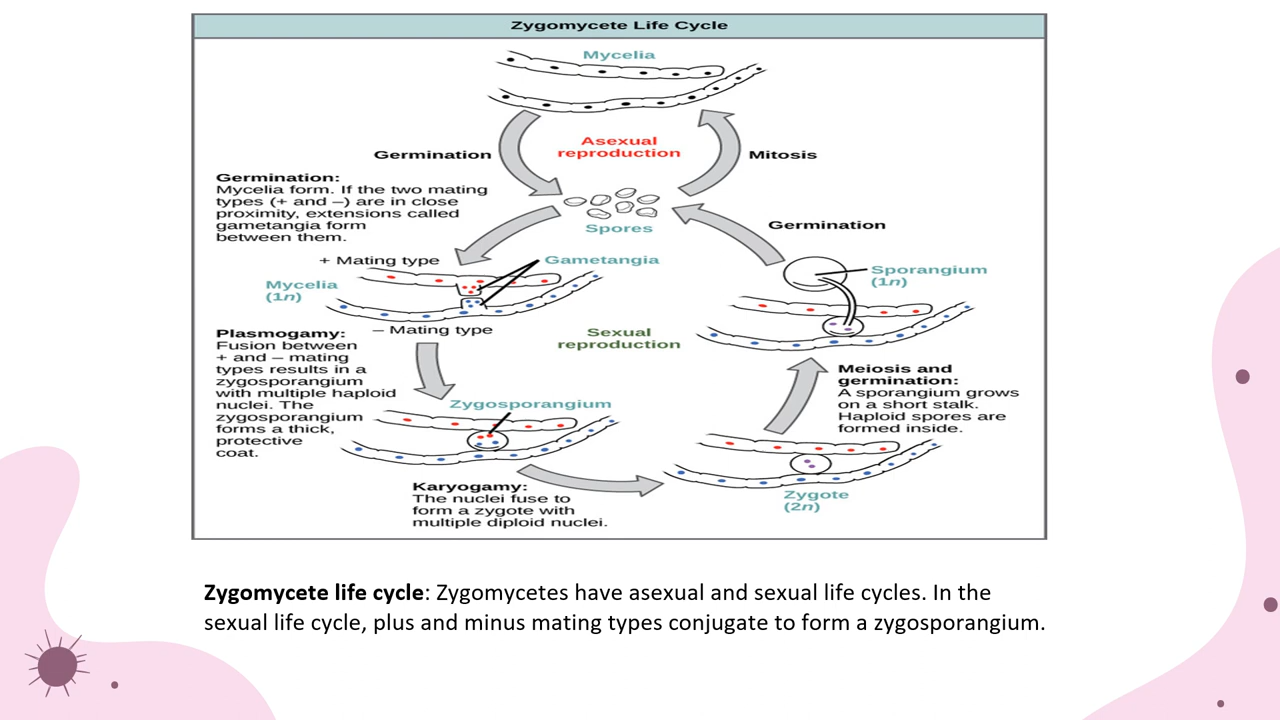 Zygomycete Life Cycle
Mycelia
Asexual
reproduction
Germination
Mitosis
Germination:
Mycelia form. If the two mating
types (+ and –) are in close
proximity, extensions called
gametangia form
between them.
Spores
Germination
+ Mating type
Gametangia
Mycelia
(1n)
Sporangium
(1n)
– Mating type
Sexual
reproduction
Plasmogamy:
Fusion between
+ and – mating
types results in a
zygosporangium
with multiple haploid
nuclei. The
zygosporangium
forms a thick,
protective
coat.
Meiosis and
germination:
A sporangium grows
on a short stalk.
Haploid spores are
formed inside.
Zygosporangium
Karyogamy:
The nuclei fuse to
form a zygote with
multiple diploid nuclei.
Zygote
(2n)
Zygomycete life cycle: Zygomycetes have asexual and sexual life cycles. In the
sexual life cycle, plus and minus mating types conjugate to form a zygosporangium.